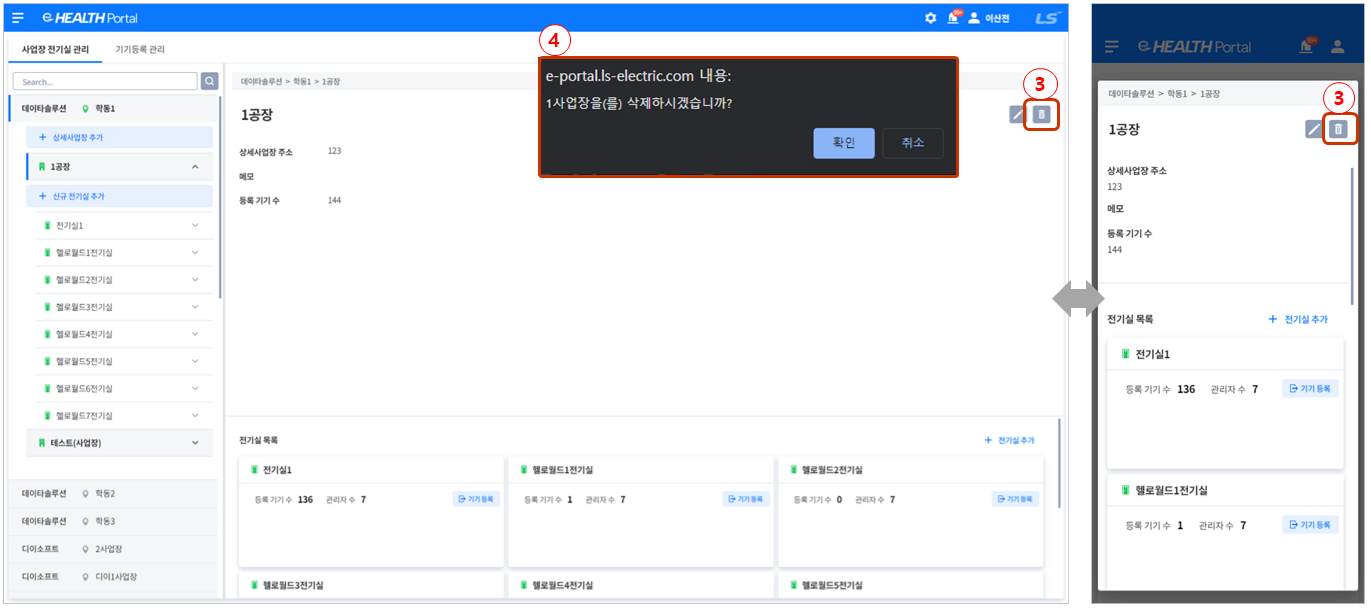 e-HEALTH Portal
99+
이산전
LS
사업장 전기실 관리
기기등록 관리
Search...
데이타솔루션 학동1
+ 상세사업장 추가
1공장
+ 신규 전기실 추가
전기실1
헬로월드1전기실
헬로월드2전기실
헬로월드3전기실
헬로월드4전기실
헬로월드5전기실
헬로월드6전기실
헬로월드7전기실
테스트(사업장)
데이타솔루션 학동2
데이타솔루션 학동3
디이소프트 2사업장
디이소프트 디이1사업장
데이타솔루션 > 학동1 > 1공장
1공장
상세사업장 주소 123
메모
등록 기기 수 144
4
e-portal.ls-electric.com 내용:
1사업장을(를) 삭제하시겠습니까?
확인
취소
3
전기실 목록
+ 전기실 추가
전기실1
등록 기기 수 136 관리자 수 7
기기 등록
헬로월드1전기실
등록 기기 수 1 관리자 수 7
기기 등록
헬로월드2전기실
등록 기기 수 0 관리자 수 7
기기 등록
헬로월드3전기실
헬로월드4전기실
헬로월드5전기실
e-HEALTH Portal
99+
데이타솔루션 > 학동1 > 1공장
3
1공장
상세사업장 주소
123
메모
등록 기기 수
144
전기실 목록
+ 전기실 추가
전기실1
등록 기기 수 136 관리자 수 7
기기 등록
헬로월드1전기실
등록 기기 수 1 관리자 수 7
기기 등록